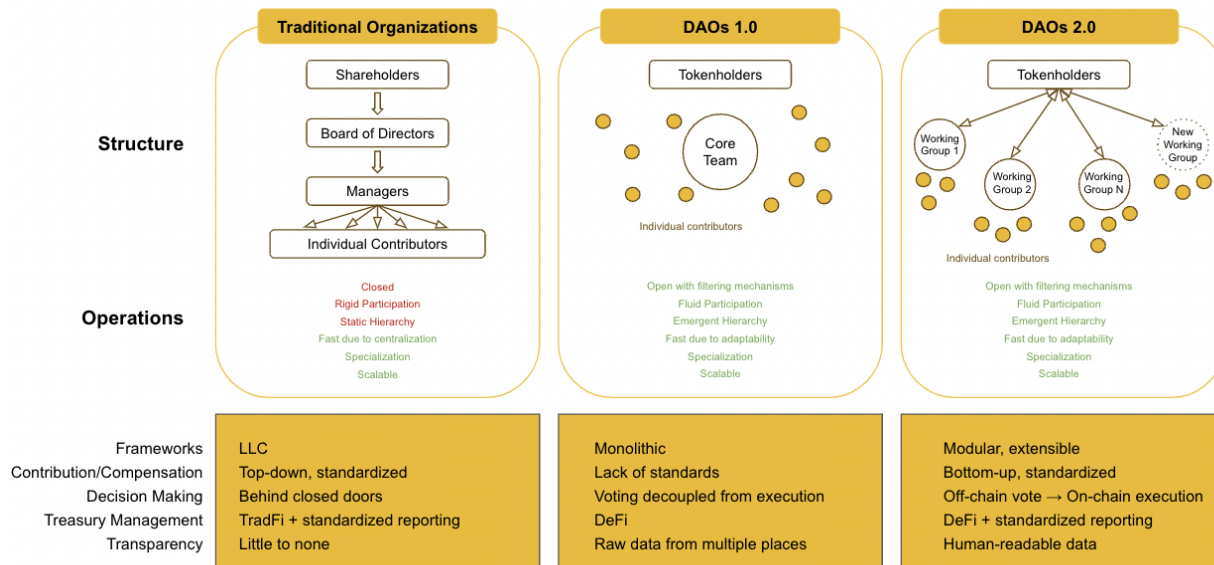 Traditional Organizations
DAOs 1.0
DAOs 2.0
Structure
Shareholders
Board of Directors
Managers
Individual Contributors
Tokenholders
Core
Team
Individual contributors
Tokenholders
Working
Group 1
Working
Group 2
Working
Group N
New
Working
Group
Individual contributors
Operations
Closed
Rigid Participation
Static Hierarchy
Fast due to centralization
Specialization
Scalable
Open with filtering mechanisms
Fluid Participation
Emergent Hierarchy
Fast due to adaptability
Specialization
Scalable
Open with filtering mechanisms
Fluid Participation
Emergent Hierarchy
Fast due to adaptability
Specialization
Scalable
Frameworks LLC Monolithic Modular, extensible
Contribution/Compensation Top-down, standardized Lack of standards Bottom-up, standardized
Decision Making Behind closed doors Voting decoupled from execution Off-chain vote → On-chain execution
Treasury Management TradFi + standardized reporting DeFi DeFi + standardized reporting
Transparency Little to none Raw data from multiple places Human-readable data